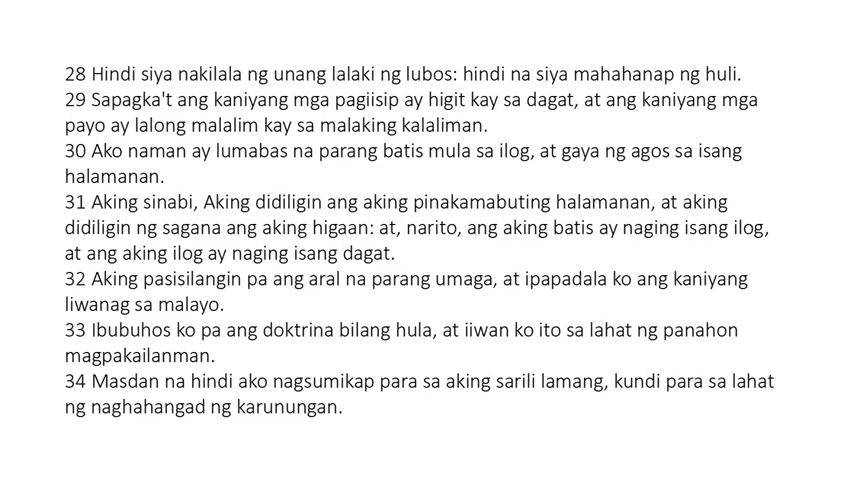 28 Hindi siya nakilala ng unang lalaki ng lubos: hindi na siya mahahanap ng huli.
29 Sapagka't ang kaniyang mga pagiisip ay higit kay sa dagat, at ang kaniyang mga
payo ay lalong malalim kay sa malaking kalaliman.
30 Ako naman ay lumabas na parang batis mula sa ilog, at gaya ng agos sa isang
halamanan.
31 Aking sinabi, Aking didiligin ang aking pinakamabuting halamanan, at aking
didiligin ng sagana ang aking higaan: at, narito, ang aking batis ay naging isang ilog,
at ang aking ilog ay naging isang dagat.
32 Aking pasisilangin pa ang aral na parang umaga, at ipapadala ko ang kaniyang
liwanag sa malayo.
33 Ibubuhos ko pa ang doktrina bilang hula, at iiwan ko ito sa lahat ng panahon
magpakailanman.
34 Masdan na hindi ako nagsumikap para sa aking sarili lamang, kundi para sa lahat
ng naghahangad ng karunungan.